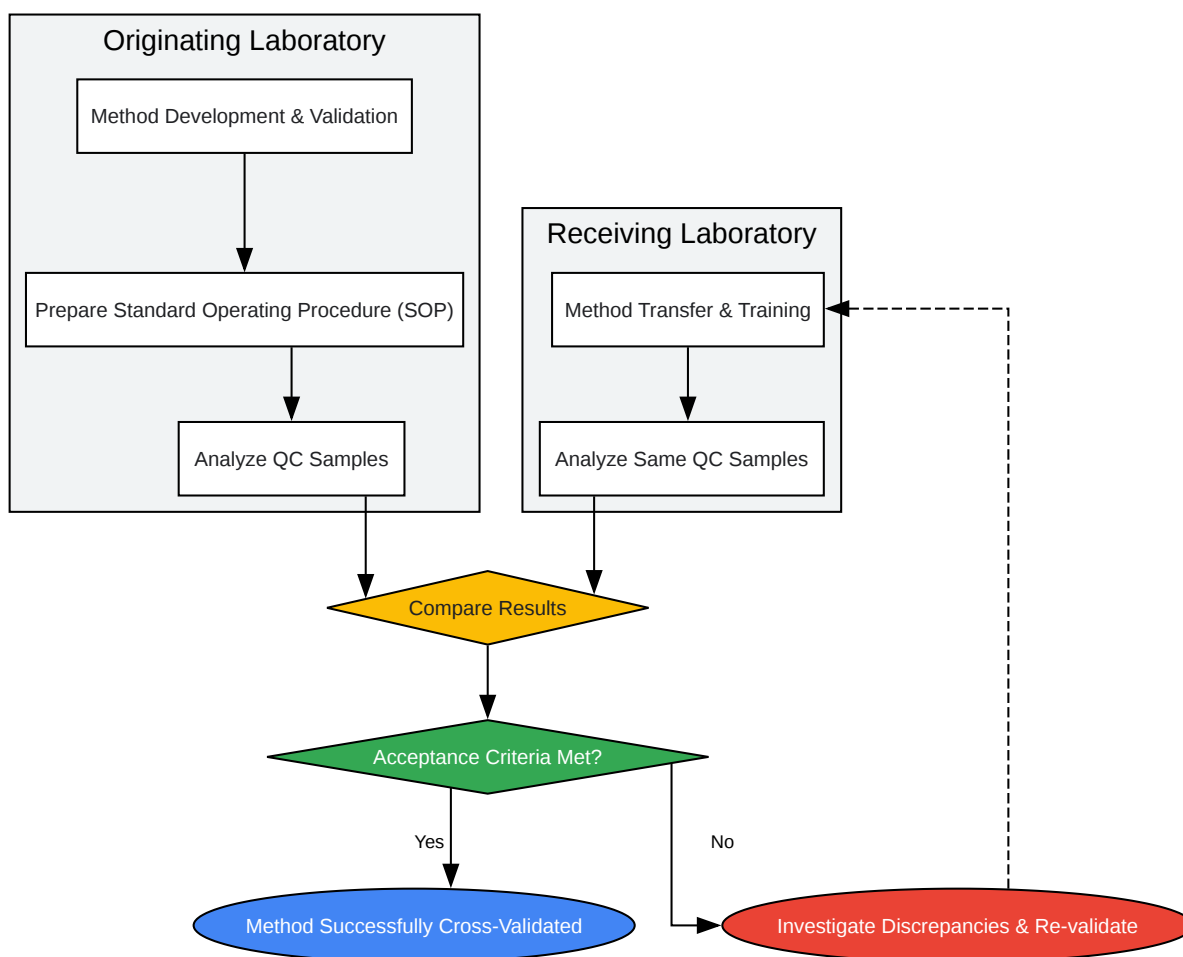 Originating Laboratory
Method Development & Validation
Receiving Laboratory
Prepare Standard Operating Procedure (SOP)
Method Transfer & Training
Analyze QC Samples
Analyze Same QC Samples
Compare Results
Acceptance Criteria Met?
Yes
No
Method Successfully Cross-Validated
Investigate Discrepancies & Re-validate